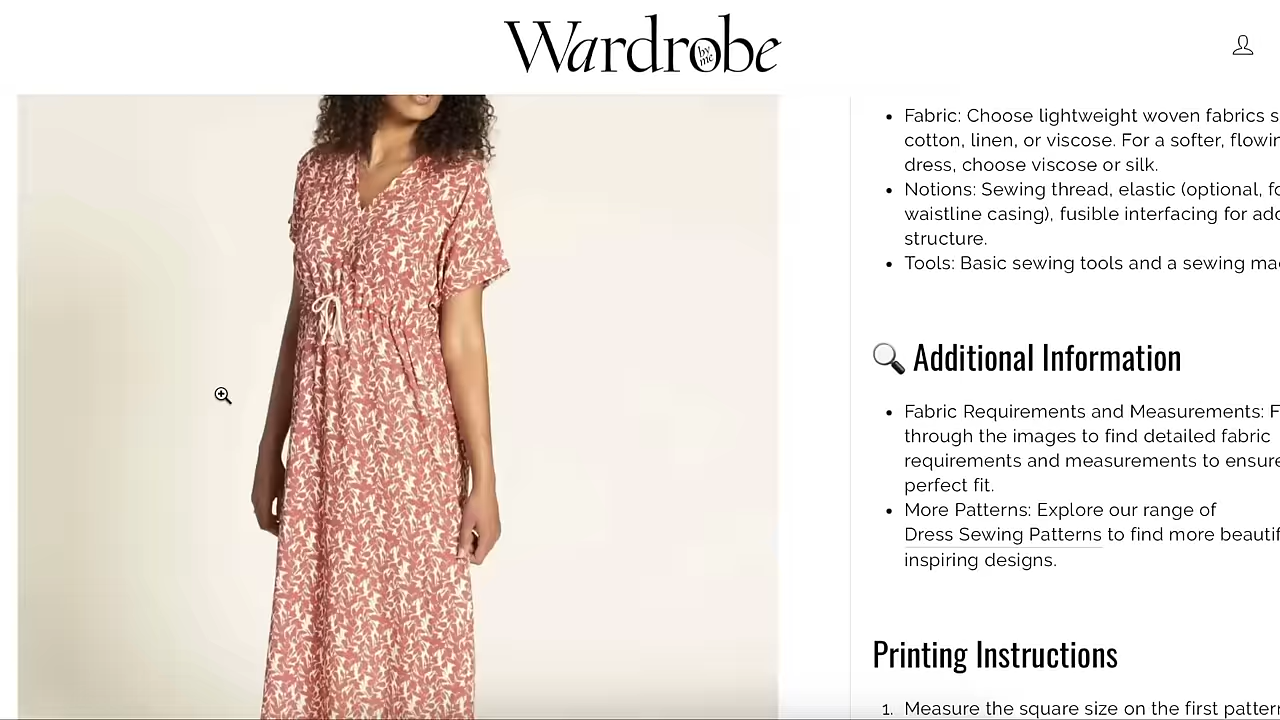 Wardrobe
by
me
Fabric: Choose lightweight woven fabrics s
cotton, linen, or viscose. For a softer, flowin
dress, choose viscose or silk.
Notions: Sewing thread, elastic (optional, fo
waistline casing), fusible interfacing for add
structure.
Tools: Basic sewing tools and a sewing ma
🔍 Additional Information
Fabric Requirements and Measurements: F
through the images to find detailed fabric
requirements and measurements to ensure
perfect fit.
More Patterns: Explore our range of
Dress Sewing Patterns to find more beautif
inspiring designs.
Printing Instructions
1. Measure the square size on the first pattern